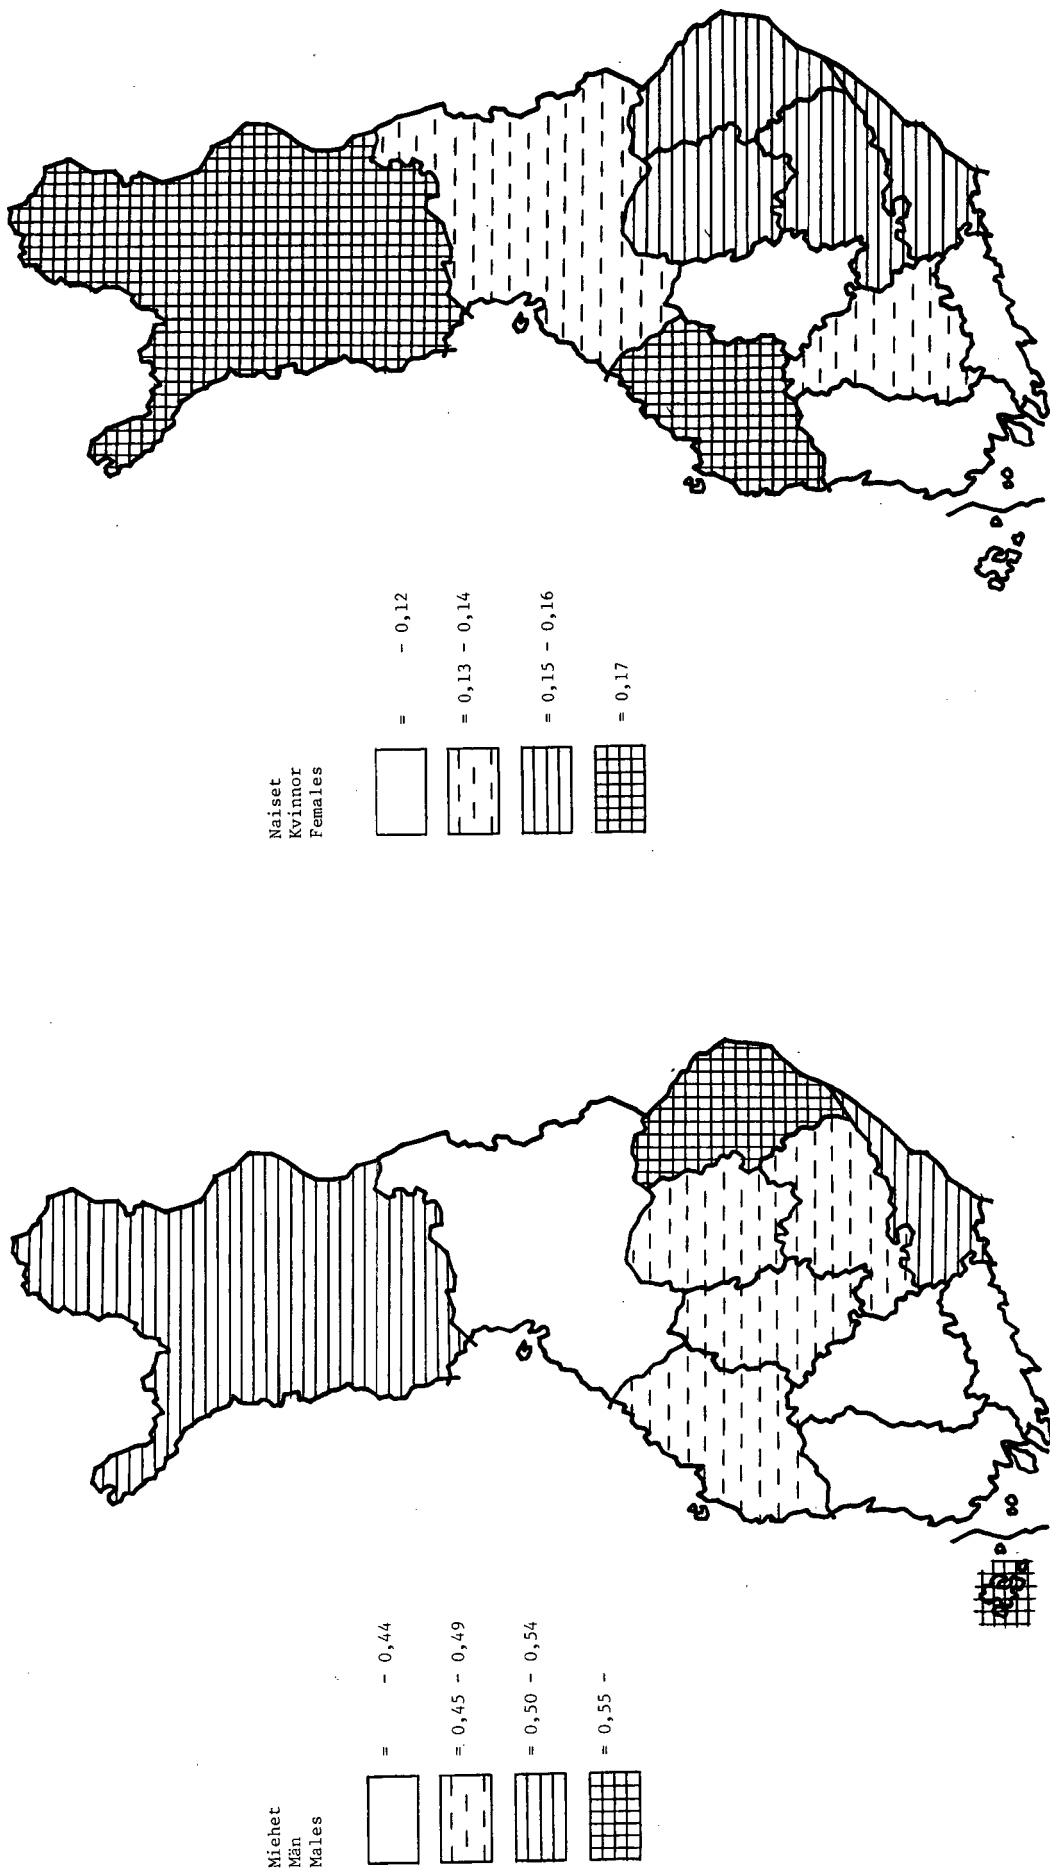 Naiset
Kvinnor
Females
= - 0,12
= 0,13 - 0,14
= 0,15 - 0,16
= 0,17
Miehet
Män
Males
= - 0,44
= 0,45 - 0,49
= 0,50 - 0,54
= 0,55 -